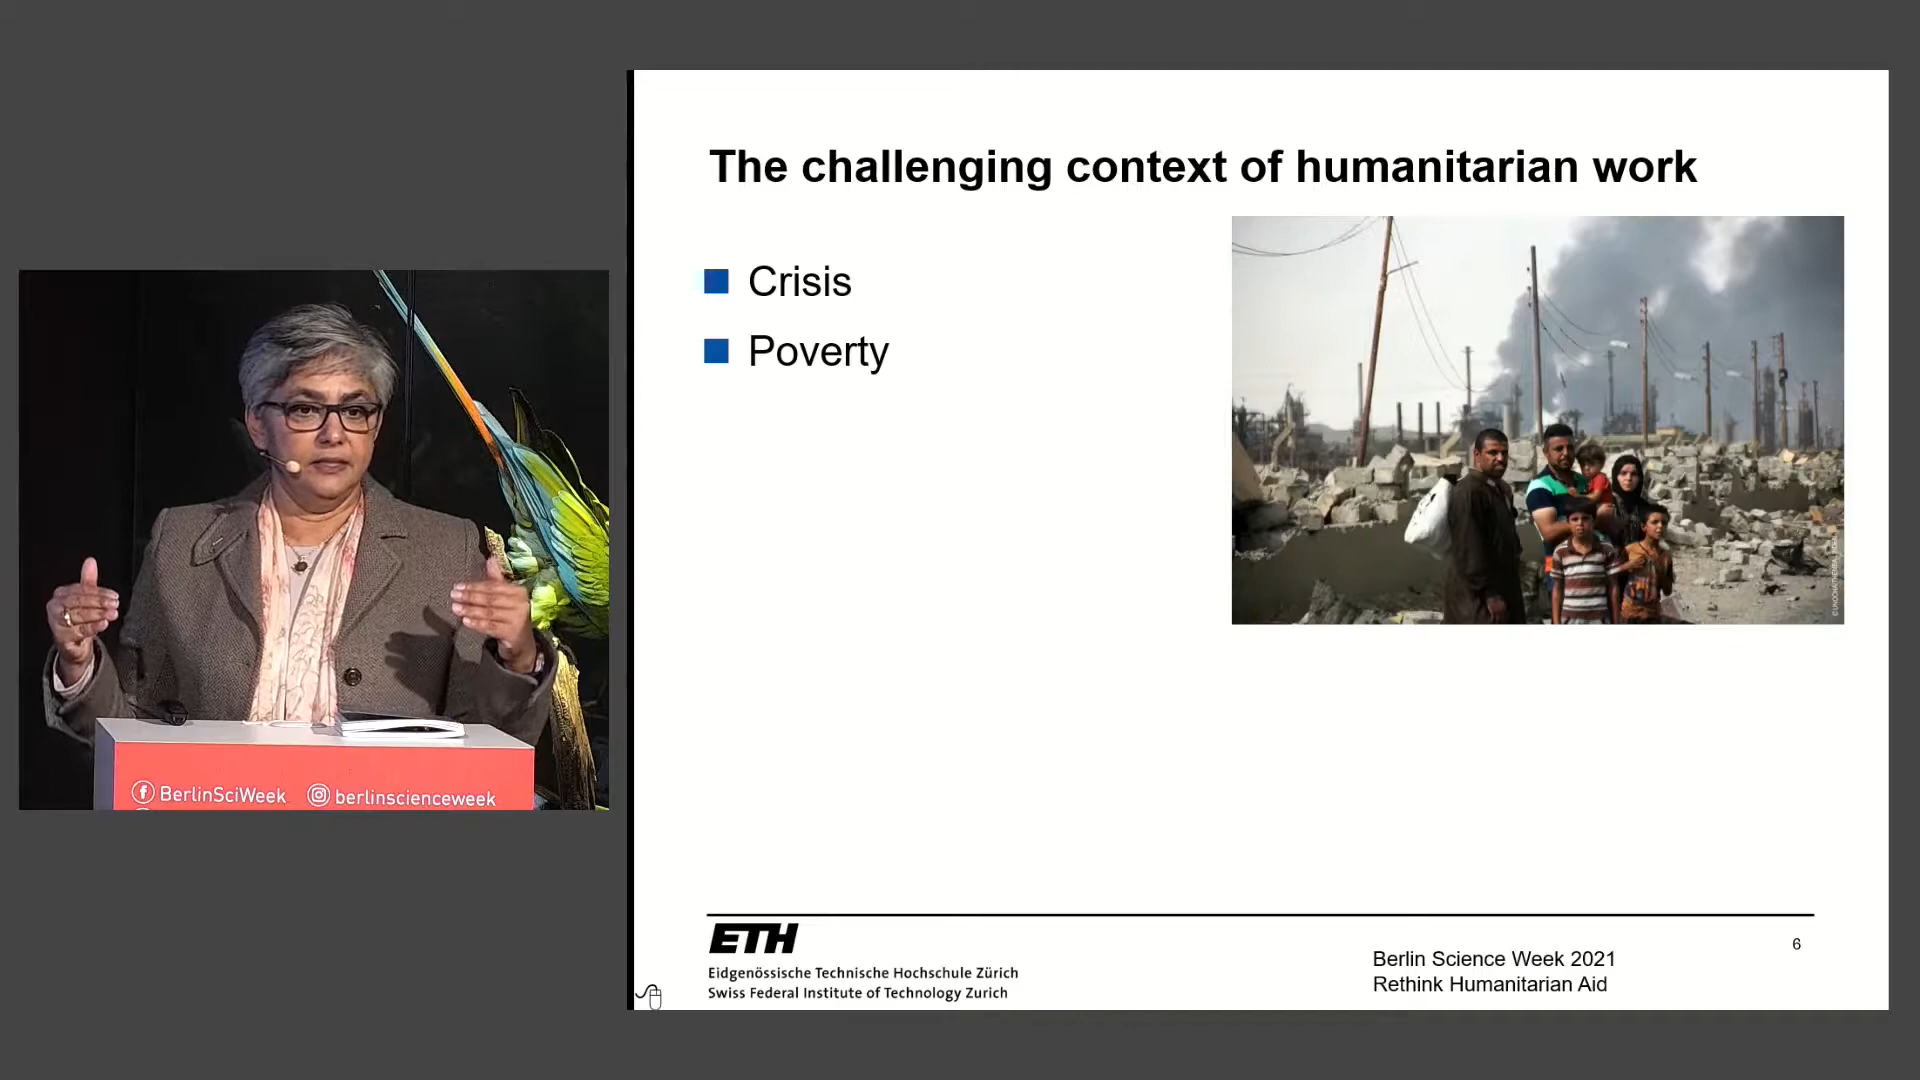 The challenging context of humanitarian work
Crisis
Poverty
BerlinSciWeek berlinscienceweek
ETH
Eidgenössische Technische Hochschule Zürich
Swiss Federal Institute of Technology Zurich
Berlin Science Week 2021
Rethink Humanitarian Aid
6